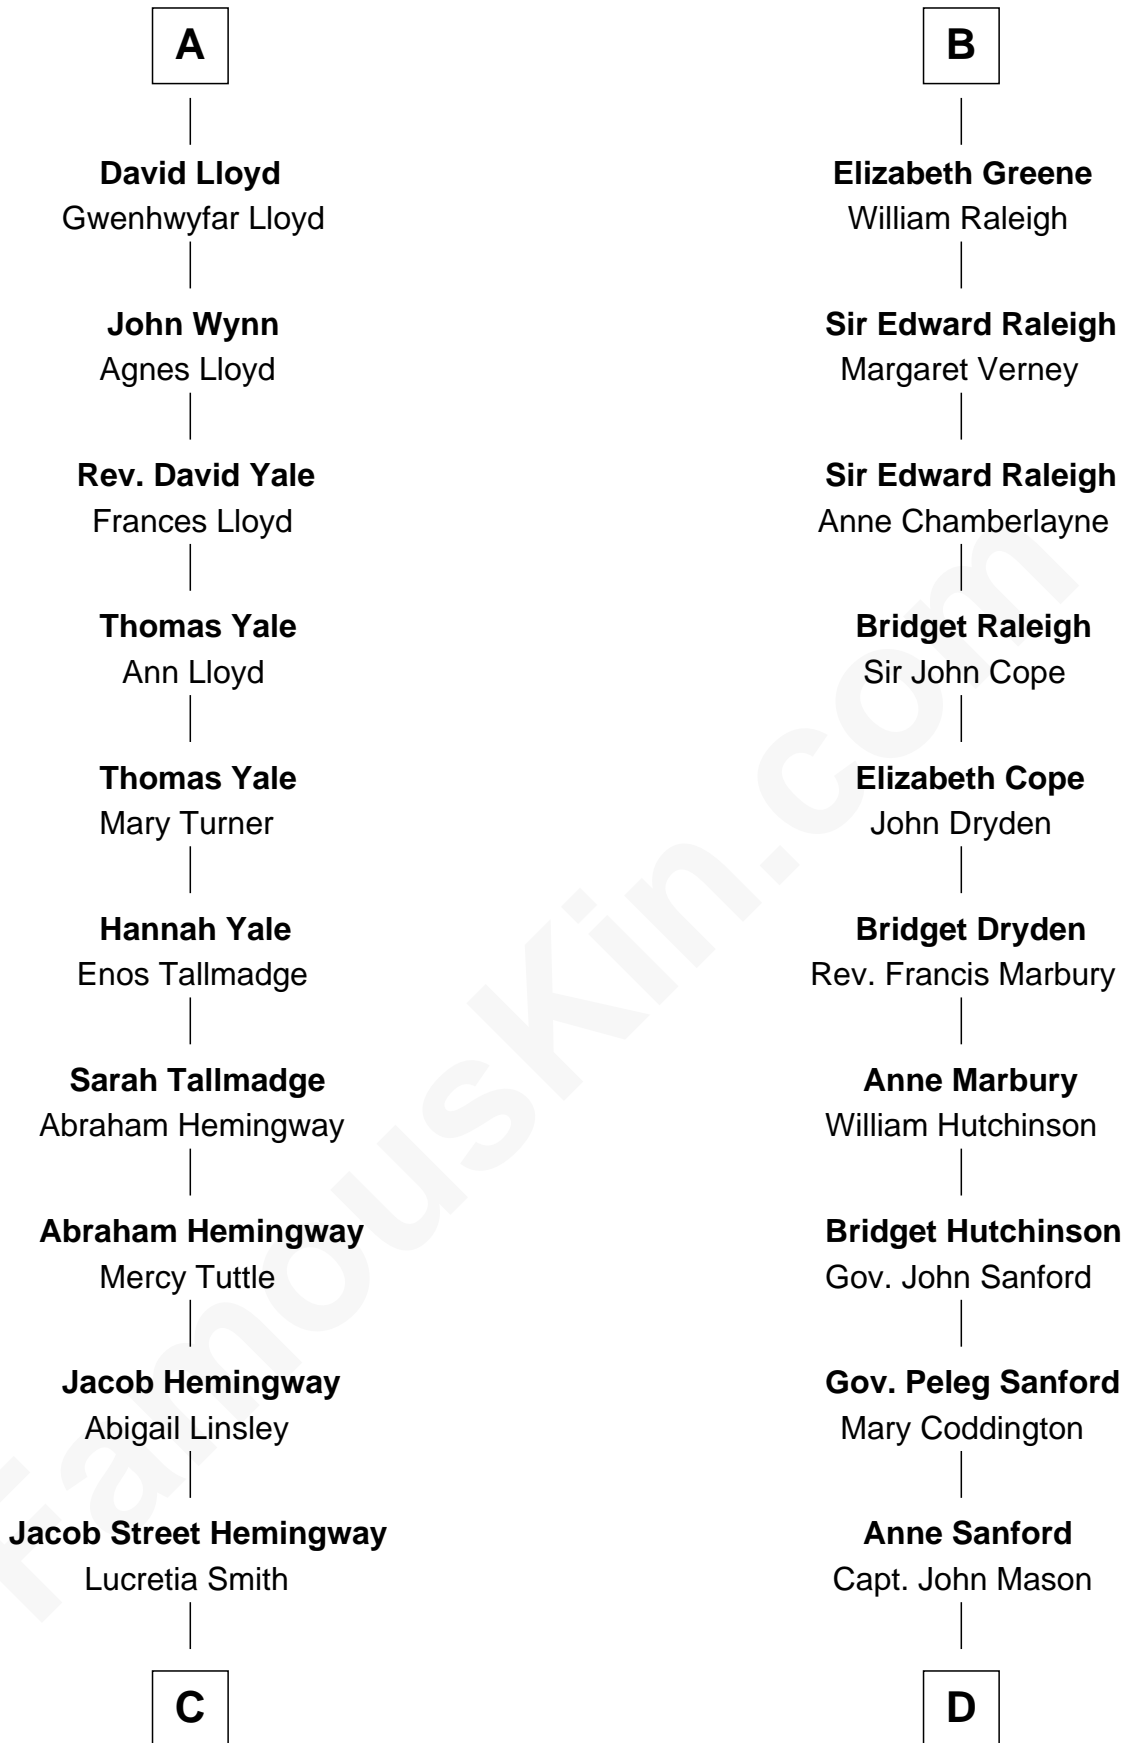 A
David Lloyd
Gwenhwyfar Lloyd
John Wynn
Agnes Lloyd
Rev. David Yale
Frances Lloyd
Thomas Yale
Ann Lloyd
Thomas Yale
Mary Turner
Hannah Yale
Enos Tallmadge
Sarah Tallmadge
Abraham Hemingway
Abraham Hemingway
Mercy Tuttle
Jacob Hemingway
Abigail Linsley
Jacob Street Hemingway
Lucretia Smith
C
B
Elizabeth Greene
William Raleigh
Sir Edward Raleigh
Margaret Verney
Sir Edward Raleigh
Anne Chamberlayne
Bridget Raleigh
Sir John Cope
Elizabeth Cope
John Dryden
Bridget Dryden
Rev. Francis Marbury
Anne Marbury
William Hutchinson
Bridget Hutchinson
Gov. John Sanford
Gov. Peleg Sanford
Mary Coddington
Anne Sanford
Capt. John Mason
D
FamousKin.com